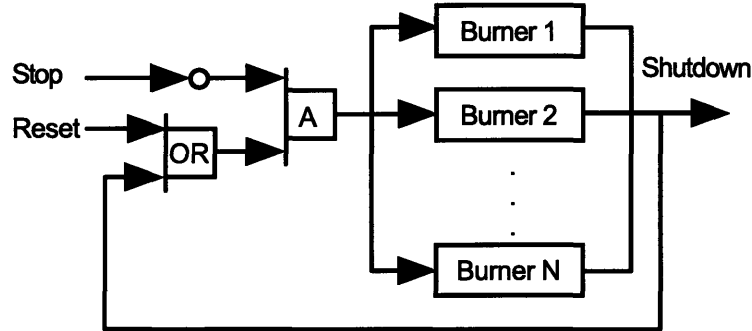 Burner 1
Stop
Shutdown
A
Burner 2
Reset
OR
Burner N